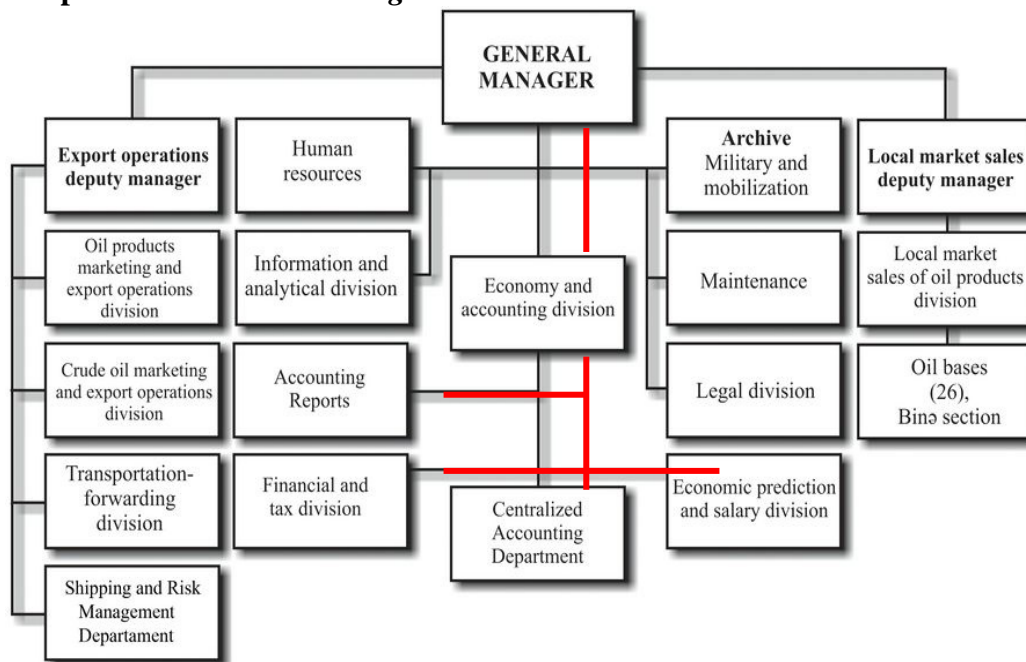 GENERAL
MANAGER
Export operations
deputy manager
Human
resources
Archive
Military and
mobilization
Local market sales
deputy manager
Oil products
marketing and
export operations
division
Information and
analytical division
Economy and
accounting division
Maintenance
Local market
sales of oil products
division
Crude oil marketing
and export operations
division
Accounting
Reports
Legal division
Oil bases
(26),
Binə section
Transportation-
forwarding
division
Financial and
tax division
Centralized
Accounting
Department
Economic prediction
and salary division
Shipping and Risk
Management
Departament